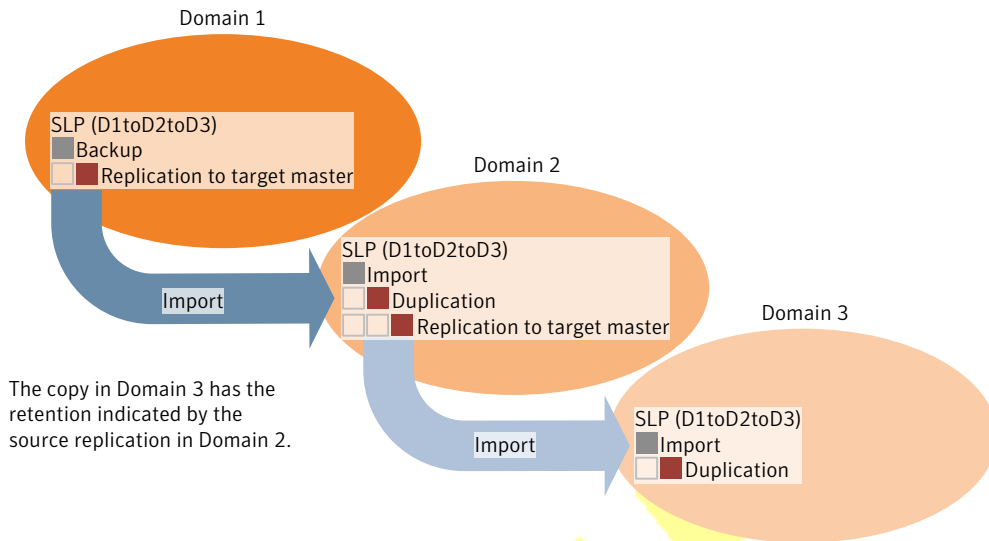 Domain 1
SLP (D1toD2toD3)
Backup
Replication to target master
Import
Domain 2
SLP (D1toD2toD3)
Import
Duplication
Replication to target master
Import
Domain 3
SLP (D1toD2toD3)
Import
Duplication
The copy in Domain 3 has the
retention indicated by the
source replication in Domain 2.